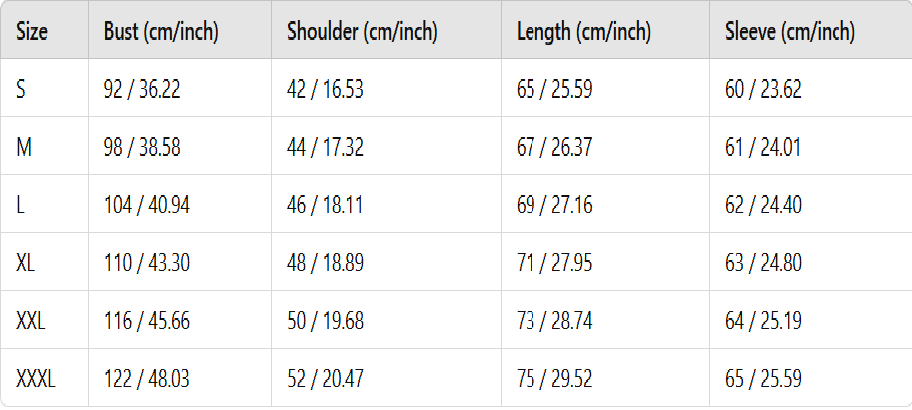 Size Bust (cm/inch) Shoulder (cm/inch) Length (cm/inch) Sleeve (cm/inch)
S 92 / 36.22 42 / 16.53 65 / 25.59 60 / 23.62
M 98 / 38.58 44 / 17.32 67 / 26.37 61 / 24.01
L 104 / 40.94 46 / 18.11 69 / 27.16 62 / 24.40
XL 110 / 43.30 48 / 18.89 71 / 27.95 63 / 24.80
XXL 116 / 45.66 50 / 19.68 73 / 28.74 64 / 25.19
XXXL 122 / 48.03 52 / 20.47 75 / 29.52 65 / 25.59